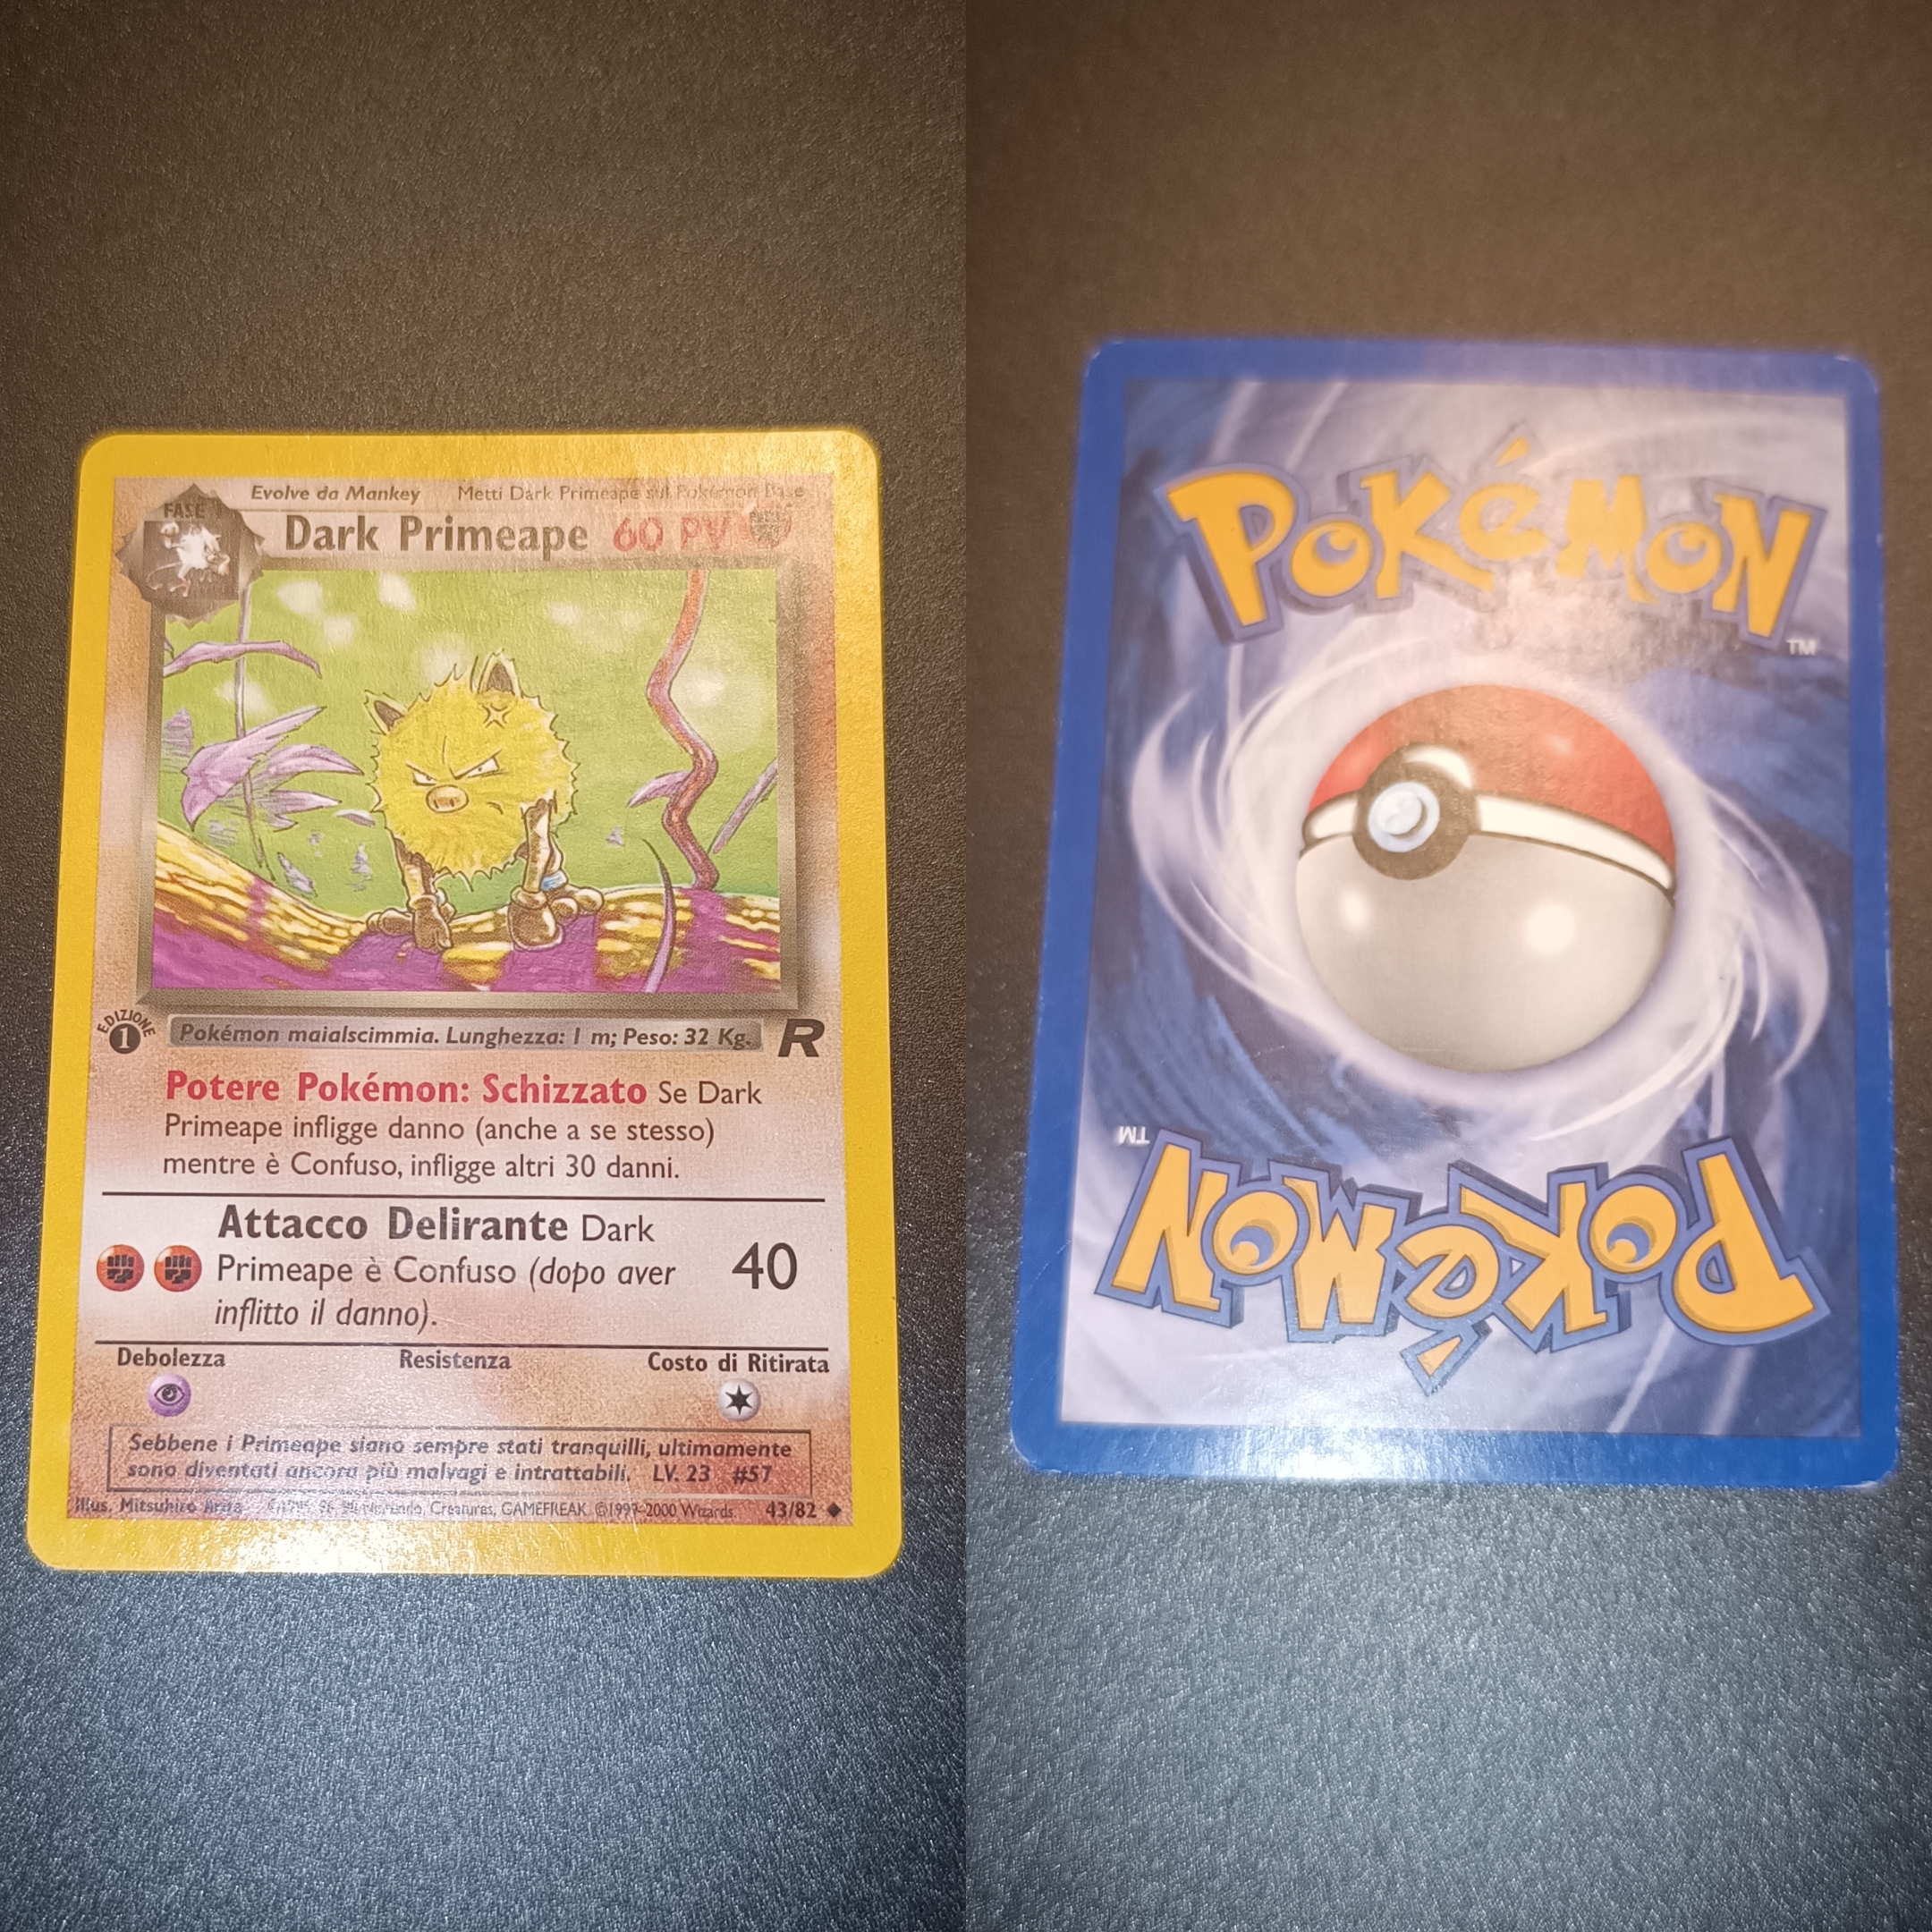 Evolve da Mankey Metti Dark Primeape sul Pokémon Base
FASE
Dark Primeape 60 PV
EDIZIONE
1
Pokémon maialscimmia. Lunghezza: 1 m; Peso: 32 Kg.
R
Potere Pokémon: Schizzato Se Dark
Primeape infligge danno (anche a se stesso)
mentre è Confuso, infligge altri 30 danni.
Attacco Delirante Dark
Primeape è Confuso (dopo aver 40
inflitto il danno).
Debolezza Resistenza Costo di Ritirata
Sebbene i Primeape siano sempre stati tranquilli, ultimamente
sono diventati ancora più malvagi e intrattabili. LV. 23 #57
Illus. Mitsuhiro Arita Nintendo, Creatures, GAMEFREAK. ©1999-2000 Wizards. 43/82
POKéMON
TM
TM
POKéMON